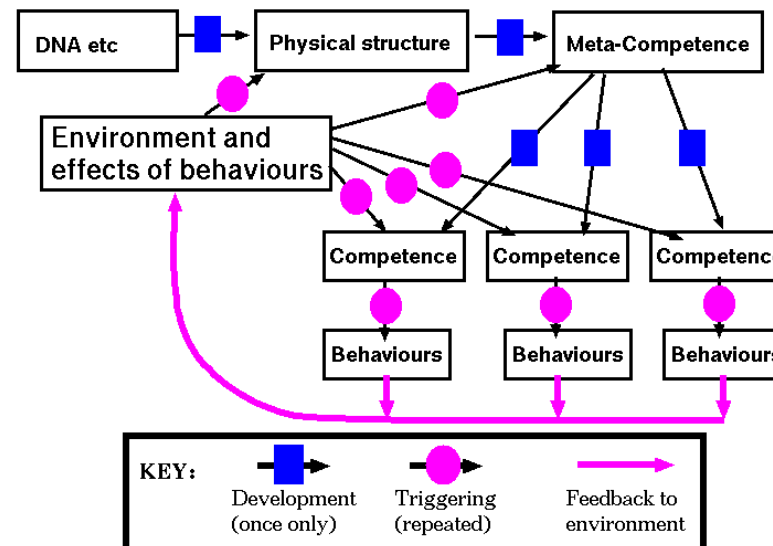 DNA etc
Physical structure
Meta-Competence
Environment and
effects of behaviours
Competence
Competence
Competence
Behaviours
Behaviours
Behaviours
KEY:
Development
(once only)
Triggering
(repeated)
Feedback to
environment